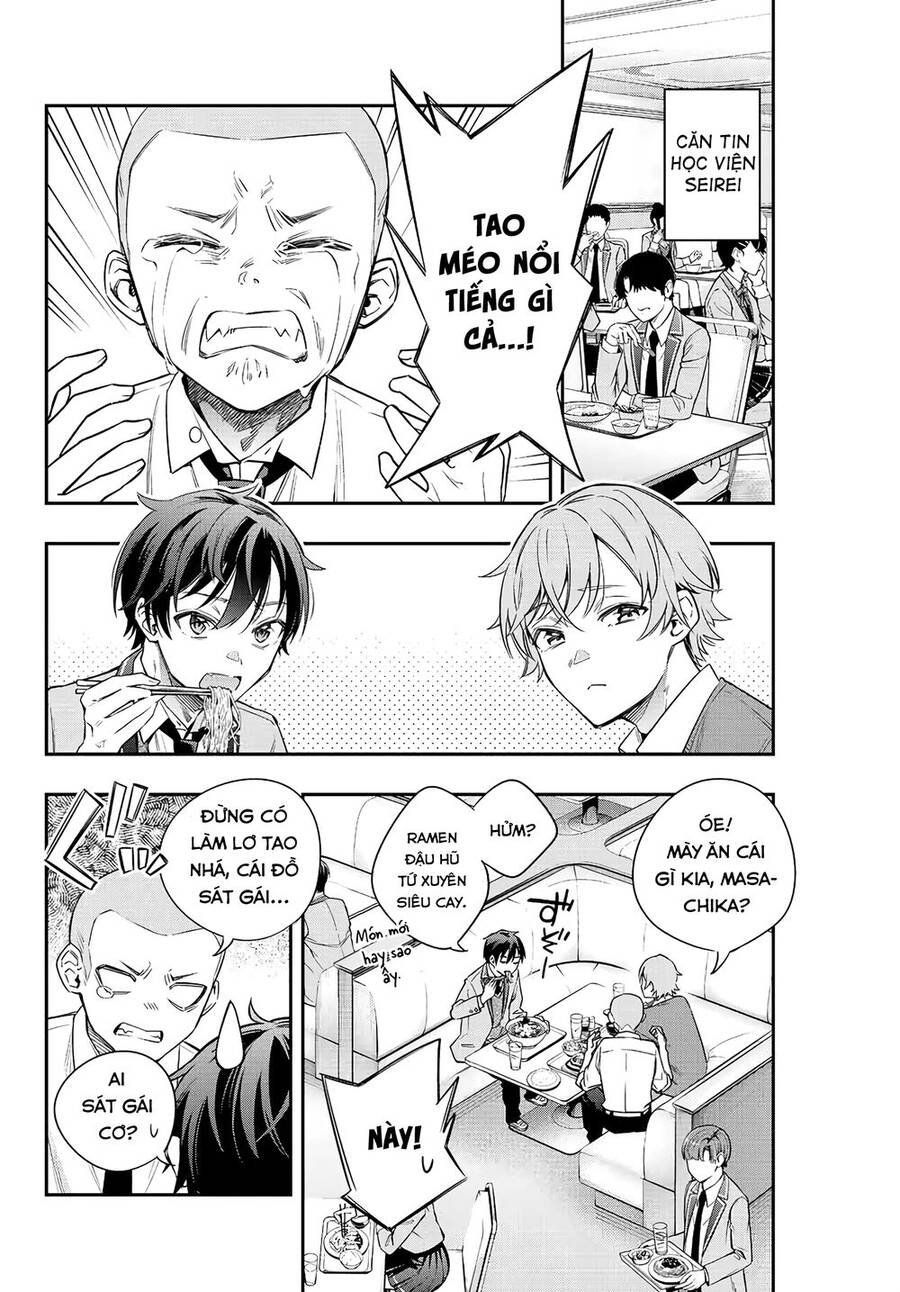 CĂN TIN
HỌC VIỆN
SEIREI
TAO
MÉO NỔI
TIẾNG GÌ
CẢ...!
ÓE!
MÀY ĂN CÁI
GÌ KIA, MASA-
CHIKA?
HỬM?
RAMEN
ĐẬU HŨ
TỨ XUYÊN
SIÊU CAY.
Món mới
hay sao
ấy.
NÀY!
ĐỪNG CÓ
LÀM LƠ TAO
NHÁ, CÁI ĐỒ
SÁT GÁI...
AI
SÁT GÁI
CƠ?